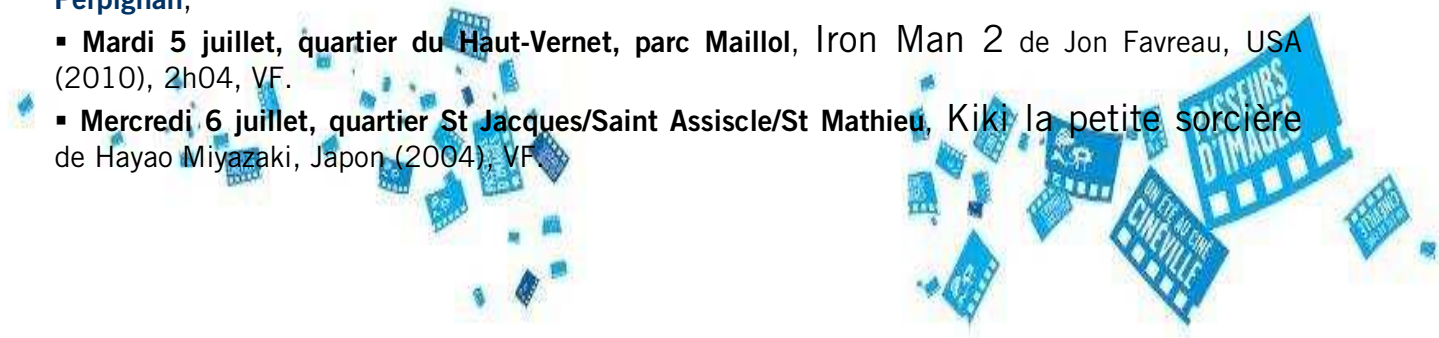 Perpignan,
▪ Mardi 5 juillet, quartier du Haut-Vernet, parc Maillol, Iron Man 2 de Jon Favreau, USA
(2010), 2h04, VF.
▪ Mercredi 6 juillet, quartier St Jacques/Saint Assiscle/St Mathieu, Kiki la petite sorcière
de Hayao Miyazaki, Japon (2004), VF.
PASSEURS
D'IMAGES
UN ÉTÉ AU CINÉ
CINÉVILLE